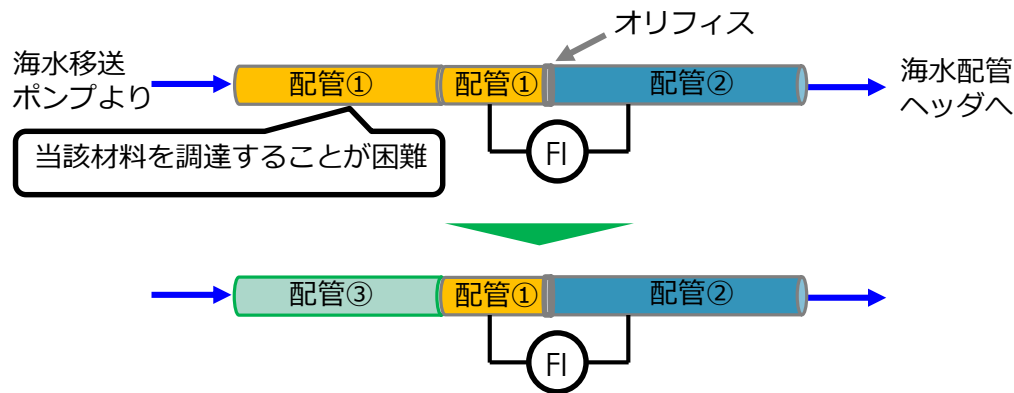 オリフィス
海水移送
ポンプより
配管①
配管①
配管②
海水配管
ヘッダへ
当該材料を調達することが困難
FI
配管③
配管①
配管②
FI